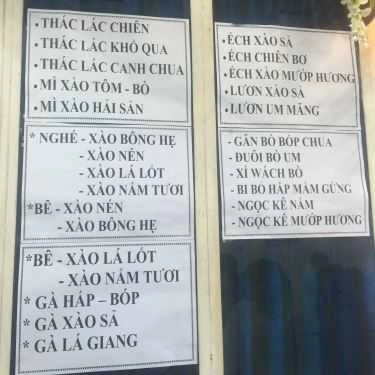 • THÁC LÁC CHIÊN
• THÁC LÁC KHỔ QUA
• THÁC LÁC CANH CHUA
• MÌ XÀO TÔM - BÒ
• MÌ XÀO HẢI SẢN
* NGHÉ - XÀO BÔNG HẸ
- XÀO NÉN
- XÀO LÁ LỐT
- XÀO NẤM TƯƠI
*BÊ - XÀO NÉN
- XÀO BÔNG HẸ
*BÊ - XÀO LÁ LỐT
- XÀO NẤM TƯƠI
* GÀ HẤP – BÓP
* GÀ XÀO SẢ
* GÀ LÁ GIANG
• ẾCH XÀO SẢ
• ẾCH CHIÊN BƠ
• ẾCH XÀO MƯỚP HƯƠNG
• LƯƠN XÀO SẢ
• LƯƠN UM MĂNG
- GÂN BÒ BÓP CHUA
- ĐUÔI BÒ UM
- XÍ WÁCH BÒ
- BI BÒ HẤP MẮM GỪNG
- NGỌC KÊ NẤM
- NGỌC KÊ MƯỚP HƯƠNG